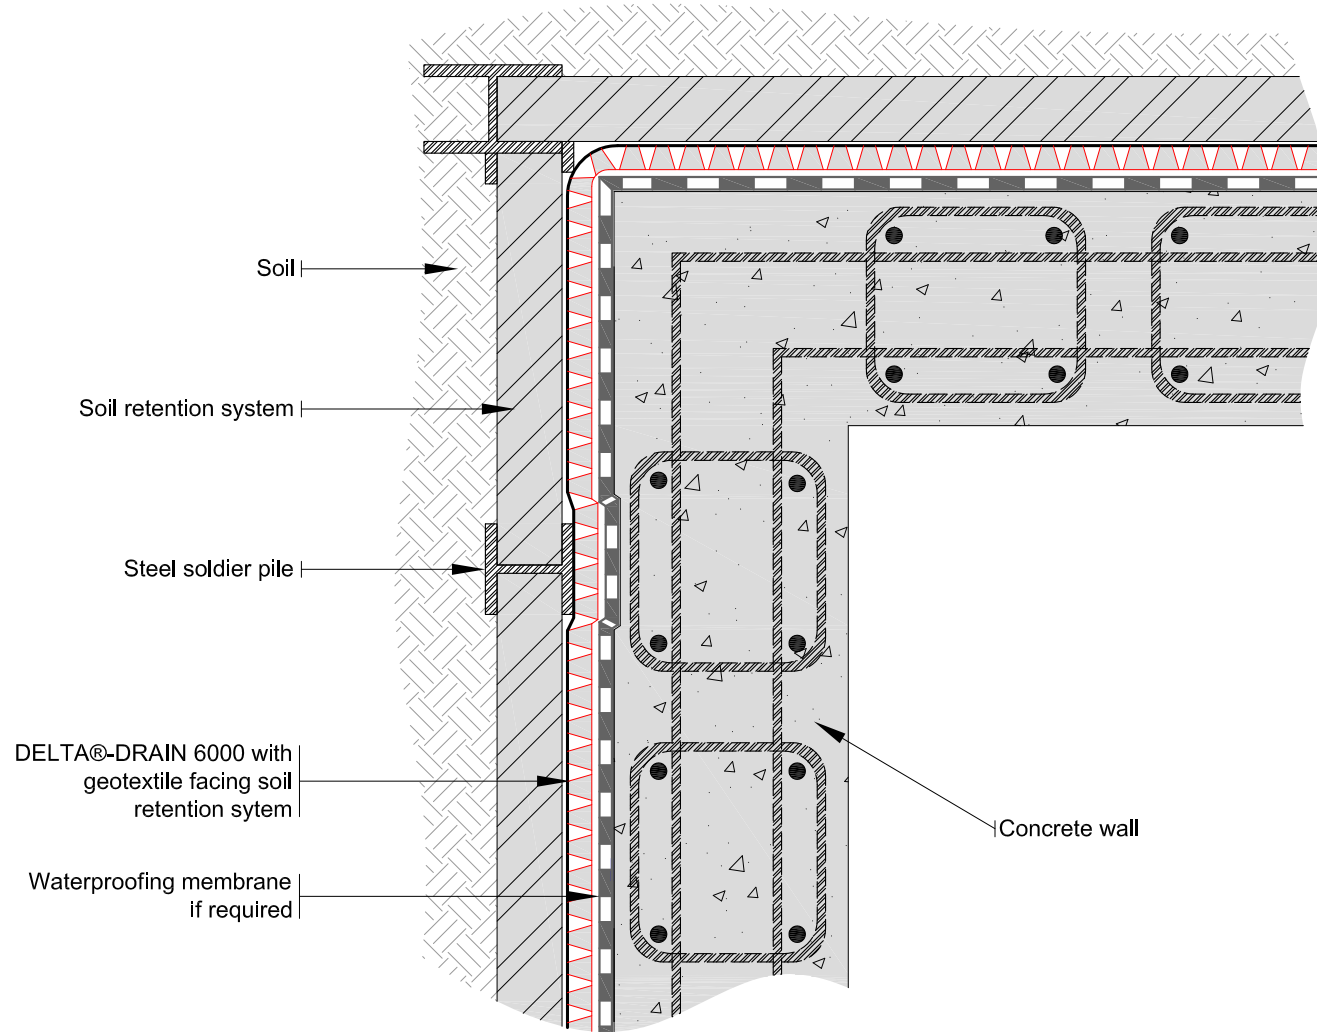 Soil
Soil retention system
Steel soldier pile
DELTA®-DRAIN 6000 with
geotextile facing soil
retention sytem
Waterproofing membrane
if required
Concrete wall